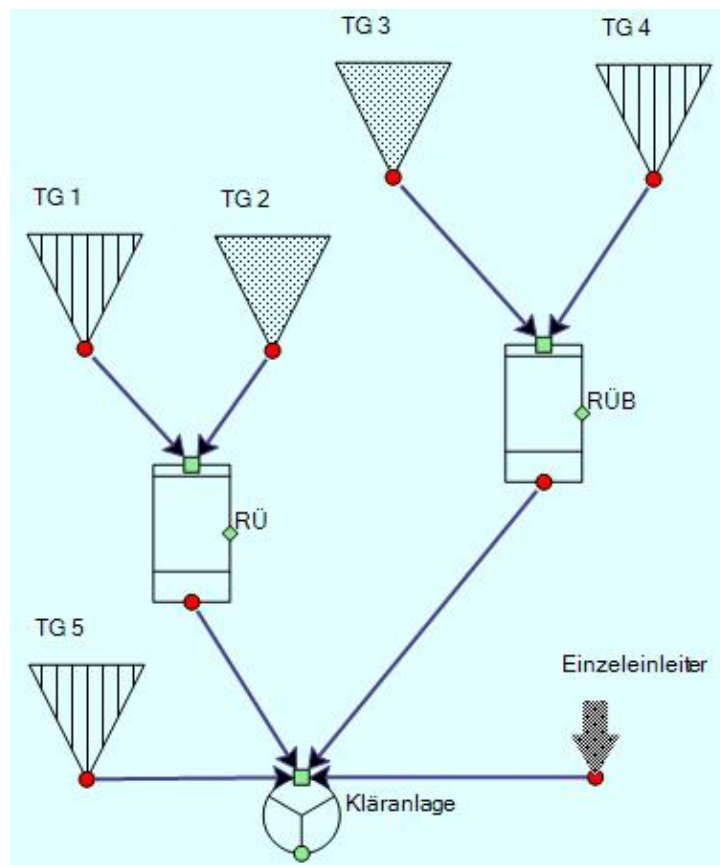 TG 3
TG 4
TG 1
TG 2
RÜB
RÜ
TG 5
Einzeleinleiter
Kläranlage